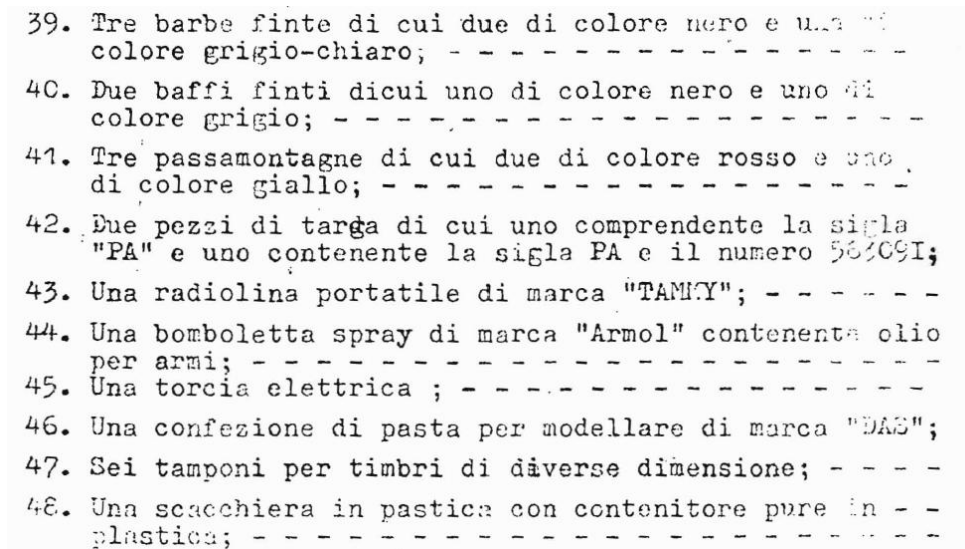 39. Tre barbe finte di cui due di colore nero e una di
colore grigio-chiaro; - - - - - - - - - - - - - - -
40. Due baffi finti dicui uno di colore nero e uno di
colore grigio; - - - - - - - - - - - - - - - - - -
41. Tre passamontagne di cui due di colore rosso e uno
di colore giallo; - - - - - - - - - - - - - - - - -
42. Due pezzi di targa di cui uno comprendente la sigla
"PA" e uno contenente la sigla PA e il numero
43. Una radiolina portatile di marca ; - - - - - -
44. Una bomboletta spray di marca "Armol" contenente olio
per armi; - - - - - - - - - - - - - - - - - - - - -
45. Una torcia elettrica ; - - - - - - - - - - - - - -
46. Una confezione di pasta per modellare di marca "DAS";
47. Sei tamponi per timbri di diverse dimensione; - - - -
48. Una scacchiera in pastica con contenitore pure in - -
plastica; - - - - - - - - - - - - - - - - - - - - -